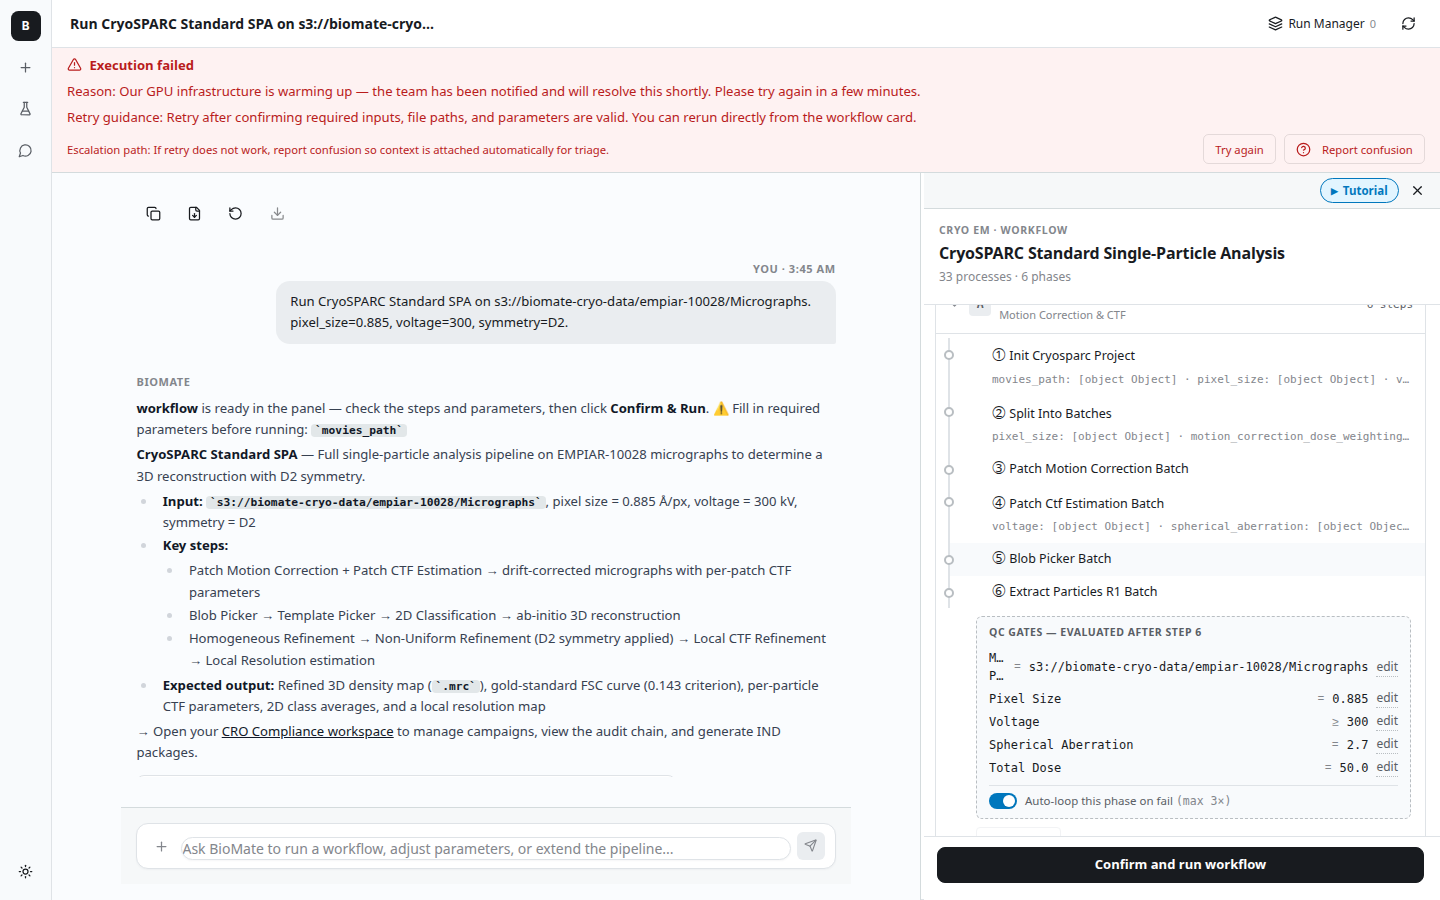 B
Run CryoSPARC Standard SPA on s3://biomate-cryo...
Run Manager 0
Execution failed
Reason: Our GPU infrastructure is warming up — the team has been notified and will resolve this shortly. Please try again in a few minutes.
Retry guidance: Retry after confirming required inputs, file paths, and parameters are valid. You can rerun directly from the workflow card.
Escalation path: If retry does not work, report confusion so context is attached automatically for triage.
Try again
Report confusion
YOU · 3:45 AM
Run CryoSPARC Standard SPA on s3://biomate-cryo-data/empiar-10028/Micrographs.
pixel_size=0.885, voltage=300, symmetry=D2.
BIOMATE
workflow is ready in the panel — check the steps and parameters, then click Confirm & Run. ⚠️ Fill in required
parameters before running: `movies_path`
CryoSPARC Standard SPA — Full single-particle analysis pipeline on EMPIAR-10028 micrographs to determine a
3D reconstruction with D2 symmetry.
Input: `s3://biomate-cryo-data/empiar-10028/Micrographs`, pixel size = 0.885 Å/px, voltage = 300 kV,
symmetry = D2
Key steps:
Patch Motion Correction + Patch CTF Estimation → drift-corrected micrographs with per-patch CTF
parameters
Blob Picker → Template Picker → 2D Classification → ab-initio 3D reconstruction
Homogeneous Refinement → Non-Uniform Refinement (D2 symmetry applied) → Local CTF Refinement
→ Local Resolution estimation
Expected output: Refined 3D density map (`.mrc`), gold-standard FSC curve (0.143 criterion), per-particle
CTF parameters, 2D class averages, and a local resolution map
→ Open your CRO Compliance workspace to manage campaigns, view the audit chain, and generate IND
packages.
Ask BioMate to run a workflow, adjust parameters, or extend the pipeline...
▶ Tutorial
CRYO EM · WORKFLOW
CryoSPARC Standard Single-Particle Analysis
33 processes · 6 phases
Motion Correction & CTF
① Init Cryosparc Project
movies_path: [object Object] · pixel_size: [object Object] · v…
② Split Into Batches
pixel_size: [object Object] · motion_correction_dose_weighting…
③ Patch Motion Correction Batch
④ Patch Ctf Estimation Batch
voltage: [object Object] · spherical_aberration: [object Objec…
⑤ Blob Picker Batch
⑥ Extract Particles R1 Batch
QC GATES — EVALUATED AFTER STEP 6
M… P… = s3://biomate-cryo-data/empiar-10028/Micrographs edit
Pixel Size = 0.885 edit
Voltage ≥ 300 edit
Spherical Aberration = 2.7 edit
Total Dose = 50.0 edit
Auto-loop this phase on fail (max 3×)
Confirm and run workflow